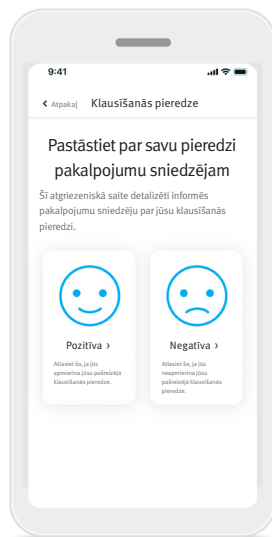 9:41
Atpakaļ Klausīšanās pieredze
Pastāstiet par savu pieredzi
pakalpojumu sniedzējam
Šī atgriezeniskā saite detalizēti informēs
pakalpojumu sniedzēju par jūsu klausīšanās
pieredzi.
Pozitīva ›
Atlasiet šo, ja jūs
apmierina jūsu pašreizējā
klausīšanās pieredze.
Negatīva ›
Atlasiet šo, ja jūs
neapmierina jūsu
pašreizējā klausīšanās
pieredze.